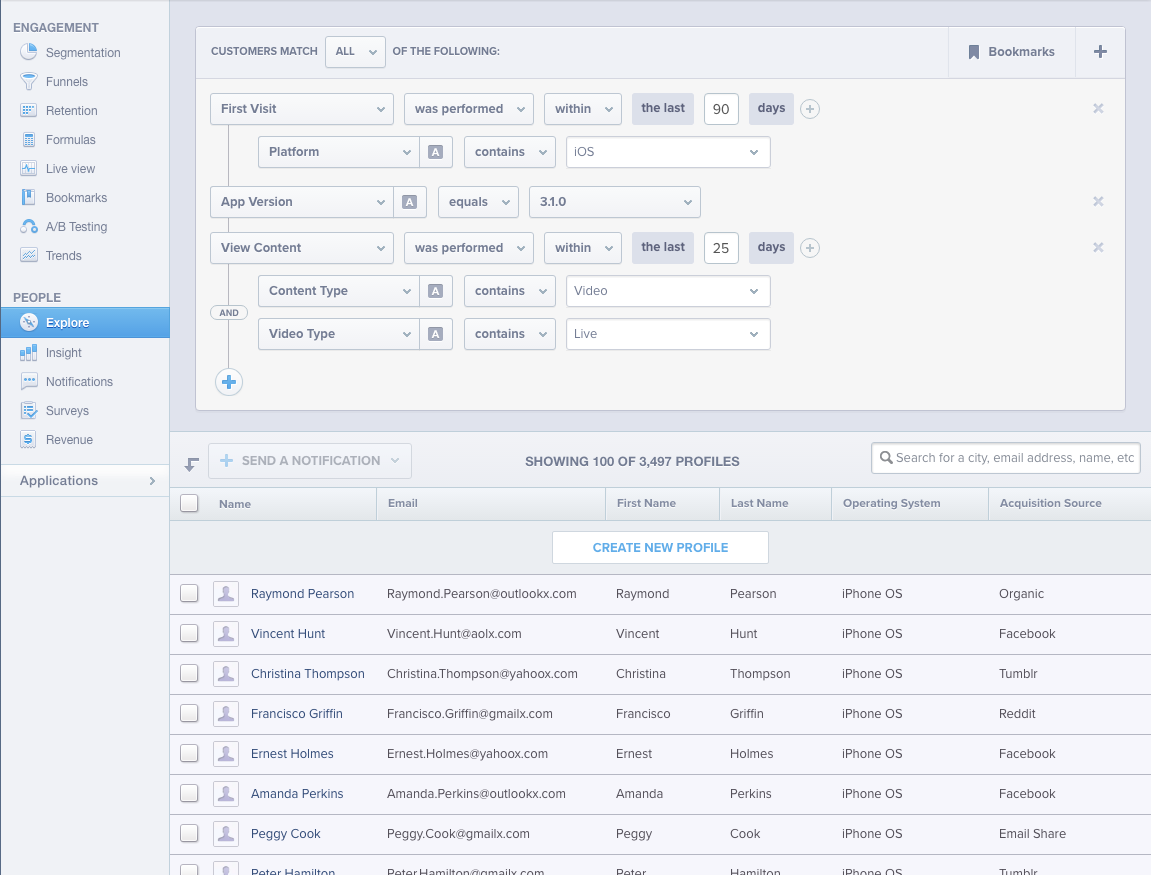 ENGAGEMENT
Segmentation
Funnels
Retention
Formulas
Live view
Bookmarks
A/B Testing
Trends
PEOPLE
Explore
Insight
Notifications
Surveys
Revenue
Applications
CUSTOMERS MATCH ALL OF THE FOLLOWING: Bookmarks
First Visit was performed within the last 90 days
Platform A contains iOS
App Version A equals 3.1.0
View Content was performed within the last 25 days
Content Type A contains Video
AND
Video Type A contains Live
SEND A NOTIFICATION SHOWING 100 OF 3,497 PROFILES Search for a city, email address, name, etc
Name Email First Name Last Name Operating System Acquisition Source
CREATE NEW PROFILE
Raymond Pearson Raymond.Pearson@outlookx.com Raymond Pearson iPhone OS Organic
Vincent Hunt Vincent.Hunt@aolx.com Vincent Hunt iPhone OS Facebook
Christina Thompson Christina.Thompson@yahoox.com Christina Thompson iPhone OS Tumblr
Francisco Griffin Francisco.Griffin@gmailx.com Francisco Griffin iPhone OS Reddit
Ernest Holmes Ernest.Holmes@yahoox.com Ernest Holmes iPhone OS Facebook
Amanda Perkins Amanda.Perkins@outlookx.com Amanda Perkins iPhone OS Facebook
Peggy Cook Peggy.Cook@gmailx.com Peggy Cook iPhone OS Email Share
Peter Hamilton Peter.Hamilton@gmailx.com Peter Hamilton iPhone OS Tumblr